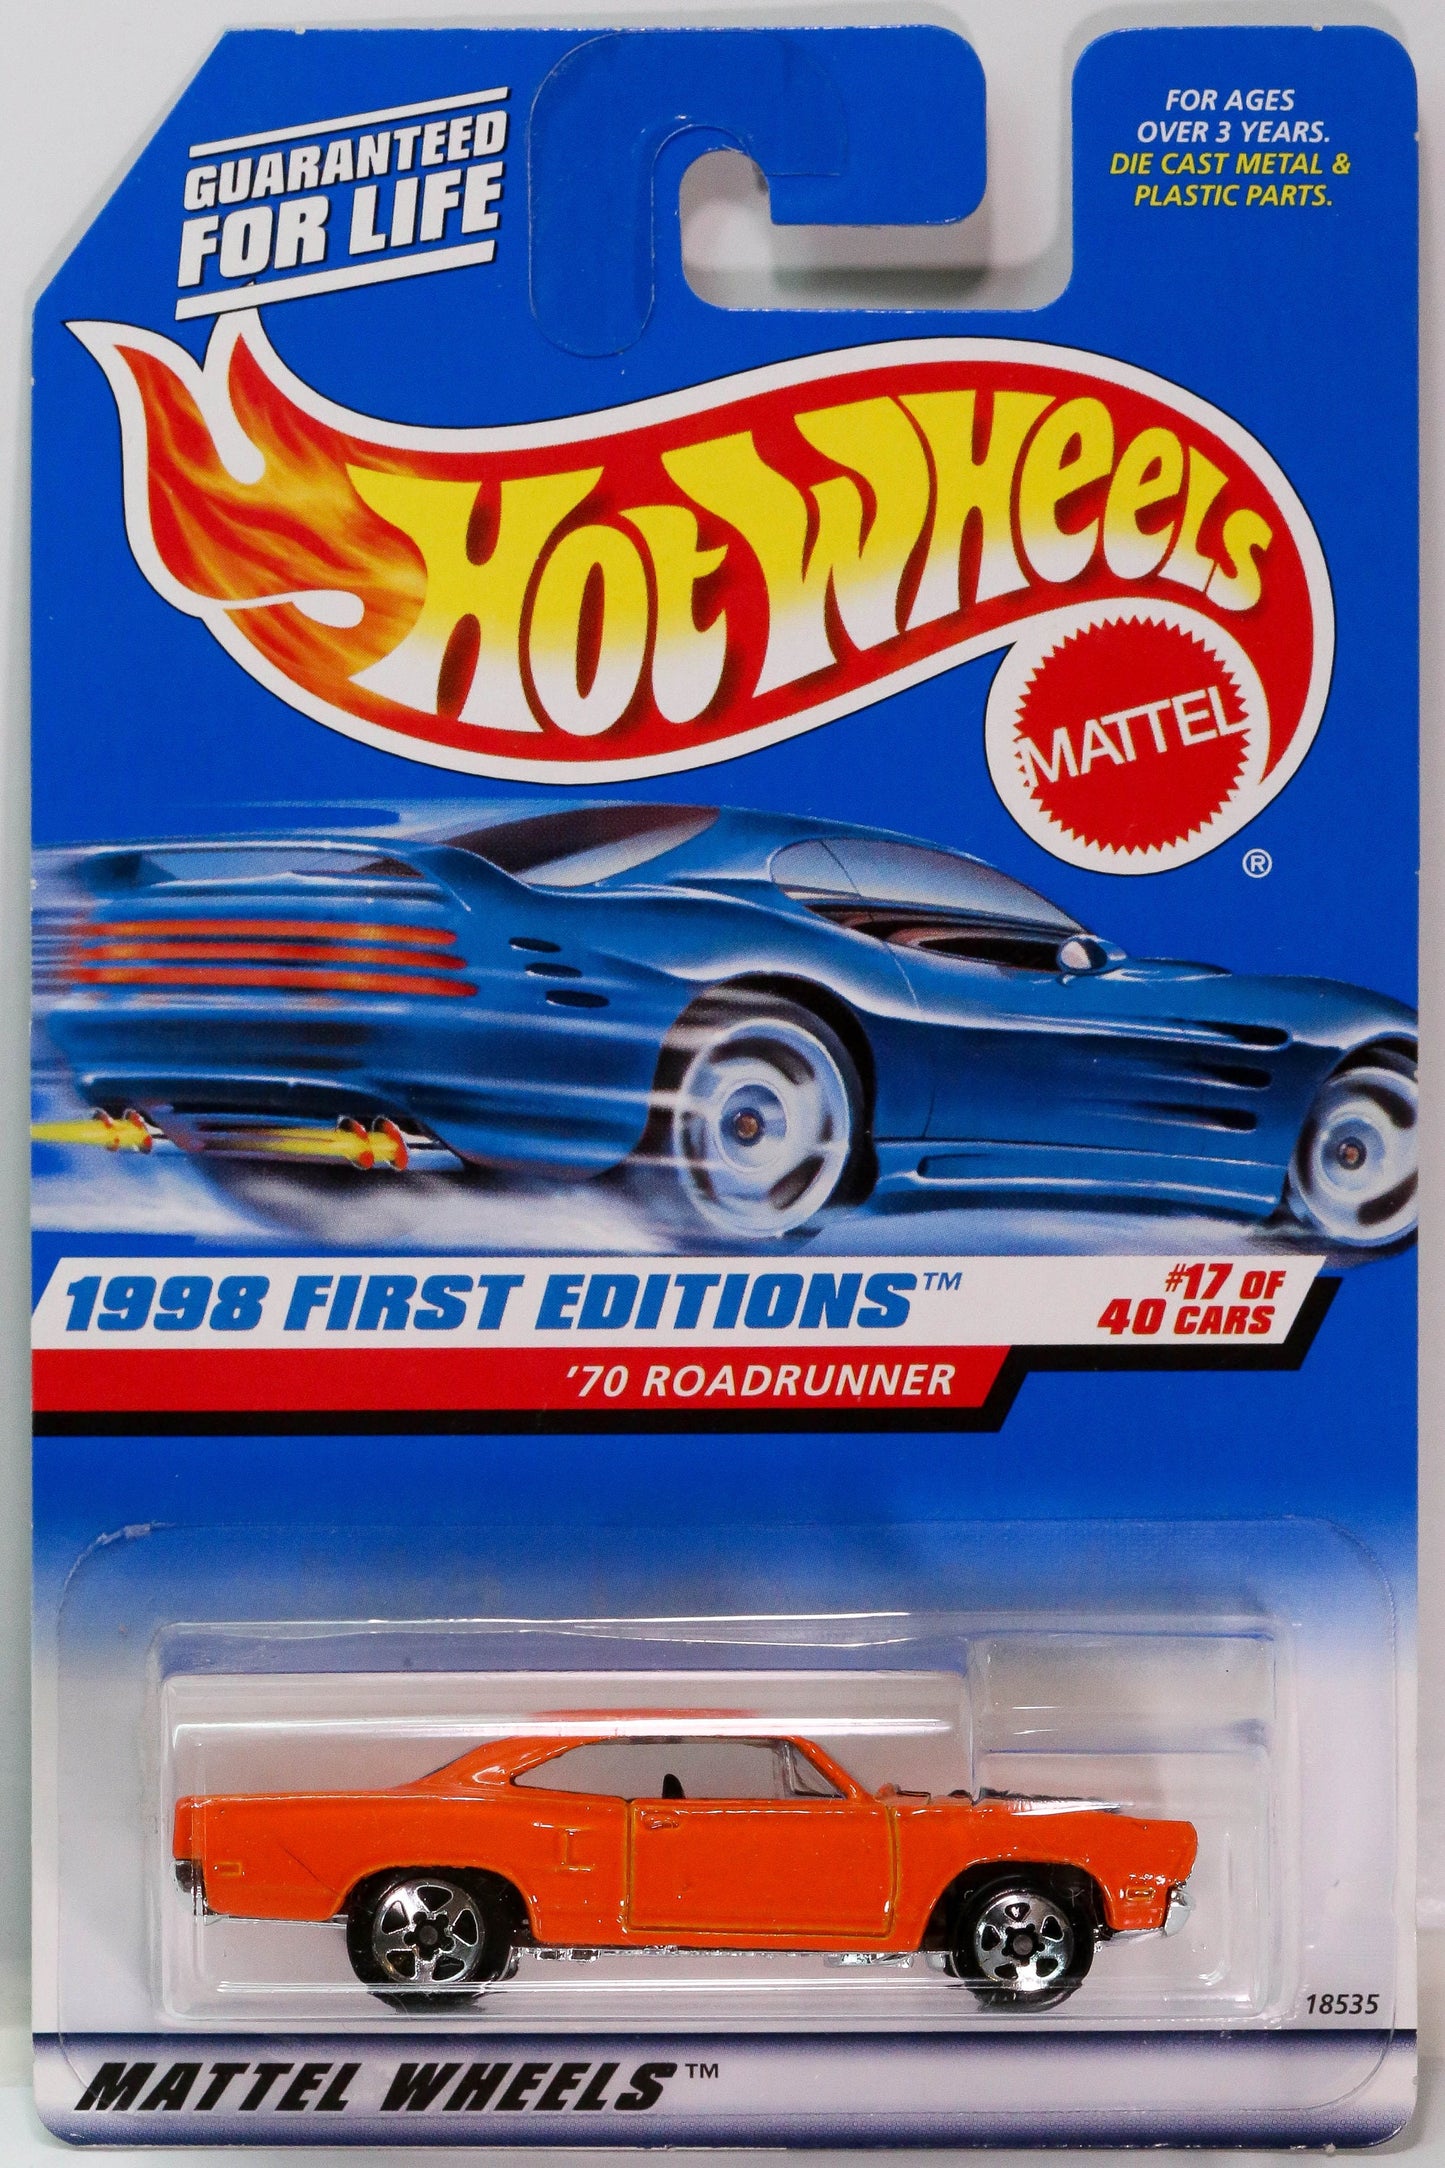 GUARANTEED
FOR LIFE
FOR AGES
OVER 3 YEARS.
DIE CAST METAL &
PLASTIC PARTS.
HOT WHEELS
MATTEL
®
1998 FIRST EDITIONS™
#17 OF
40 CARS
'70 ROADRUNNER
18535
MATTEL WHEELS™